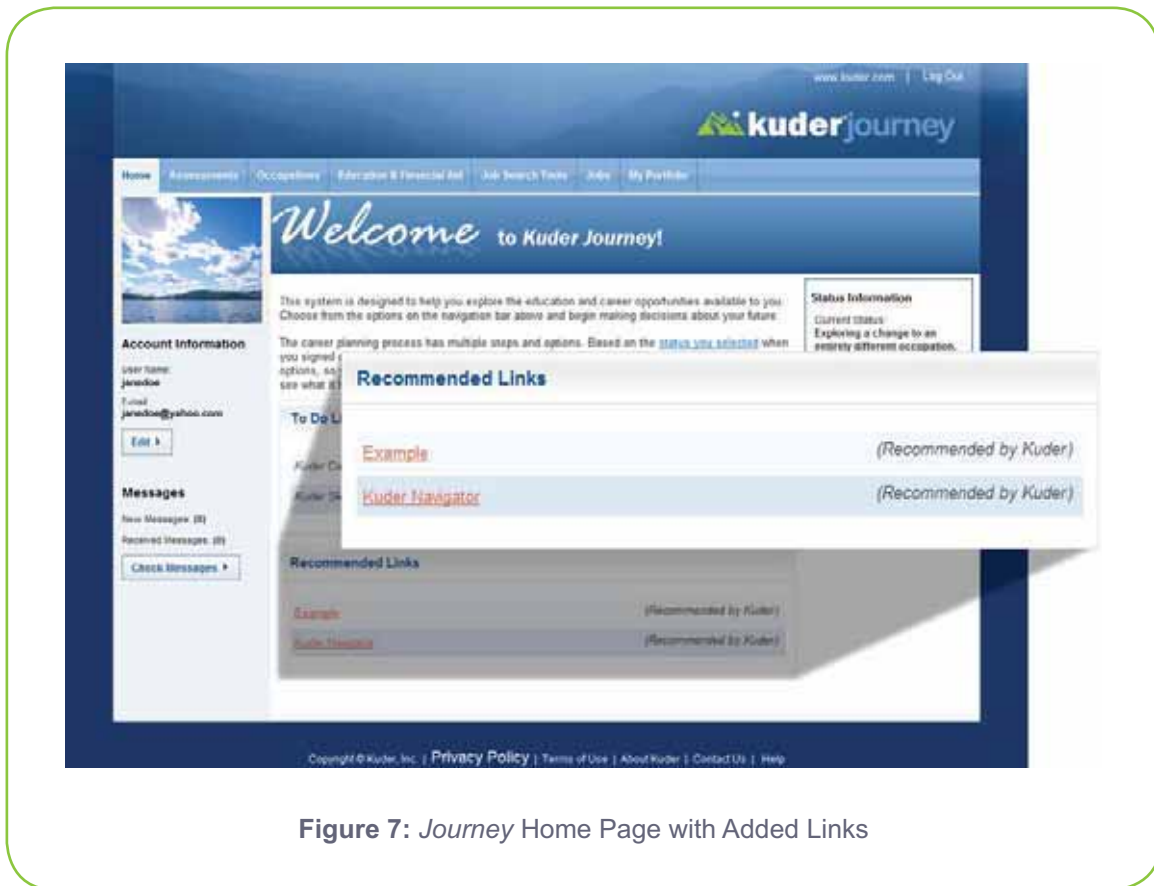 www.kuder.com | Log Out
kuderjourney
Home Assessments Occupations Education & Financial Aid Job Search Tools Jobs My Portfolio
Welcome to Kuder Journey!
This system is designed to help you explore the education and career opportunities available to you.
Choose from the options on the navigation bar above and begin making decisions about your future.
The career planning process has multiple steps and options. Based on the status you selected when
you signed
options, so
see what
Status Information
Current Status:
Exploring a change to an
entirely different occupation.
Account Information
User Name:
janedoe
E-mail
janedoe@yahoo.com
Edit
Messages
New Messages: (0)
Received Messages: (0)
Check Messages
To Do L
Kuder
Kuder
Recommended Links
Example (Recommended by Kuder)
Kuder Navigator (Recommended by Kuder)
Recommended Links
Example (Recommended by Kuder)
Kuder Navigator (Recommended by Kuder)
Copyright © Kuder, Inc. | Privacy Policy | Terms of Use | About Kuder | Contact Us | Help
Figure 7: Journey Home Page with Added Links